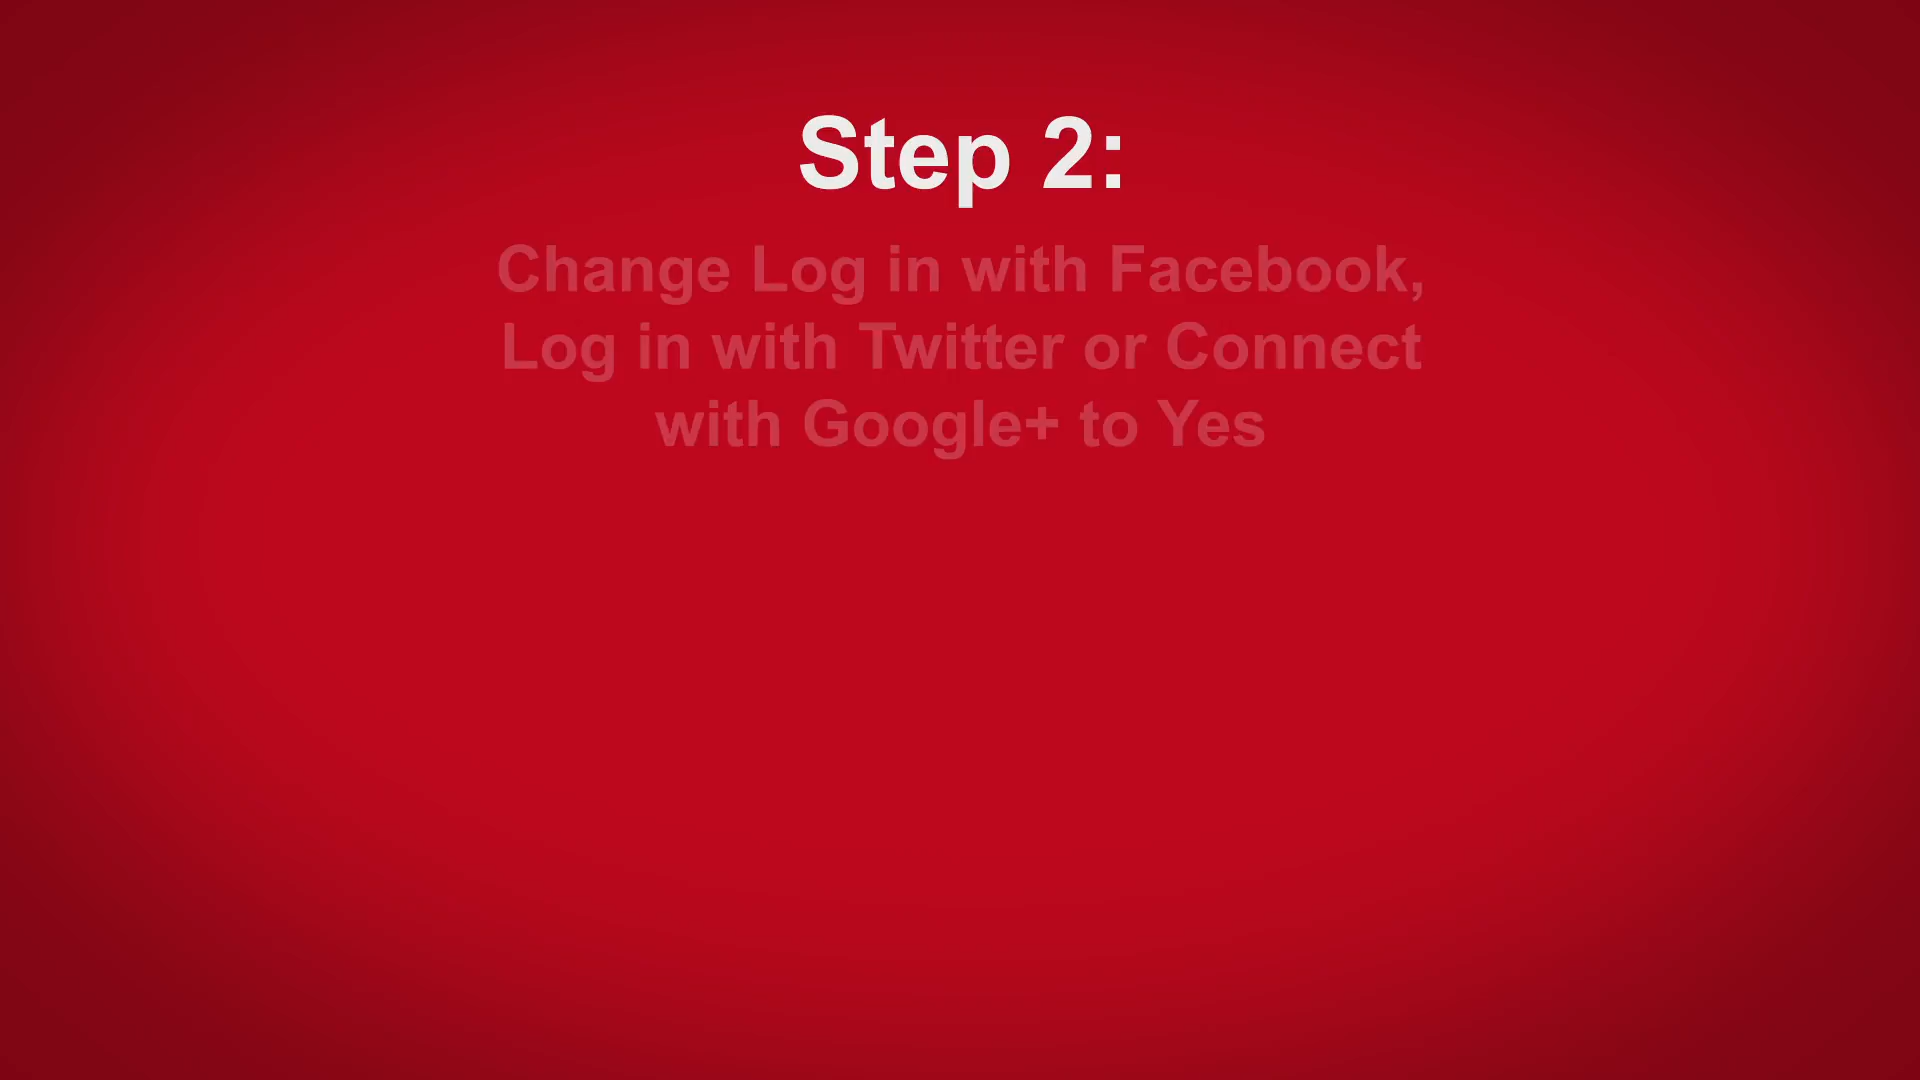 Step 2:
Change Log in with Facebook,
Log in with Twitter or Connect
with Google+ to Yes